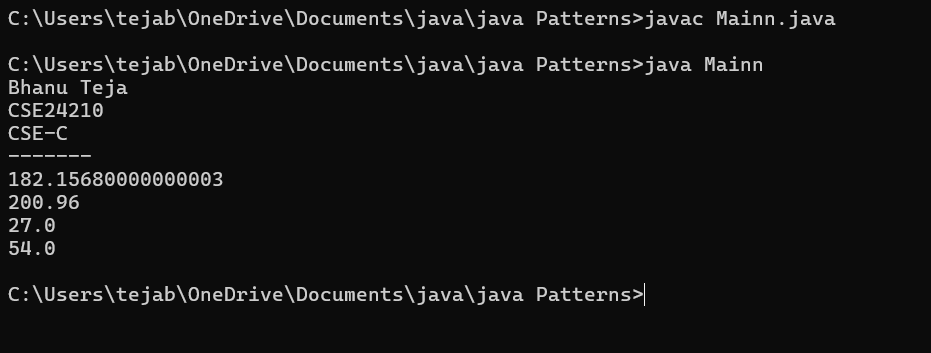 C:\Users\tejab\OneDrive\Documents\java\java Patterns>javac Mainn.java
C:\Users\tejab\OneDrive\Documents\java\java Patterns>java Mainn
Bhanu Teja
CSE24210
CSE-C
-------
182.15680000000003
200.96
27.0
54.0
C:\Users\tejab\OneDrive\Documents\java\java Patterns>